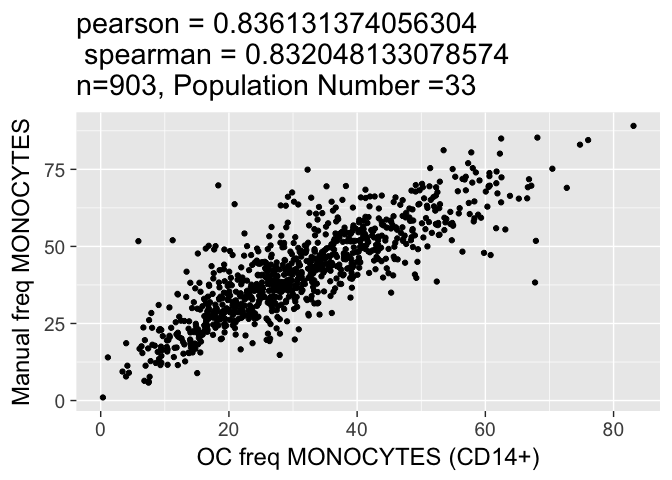 pearson = 0.836131374056304
spearman = 0.832048133078574
n=903, Population Number =33
Manual freq MONOCYTES
75
50
25
0
0 20 40 60 80
OC freq MONOCYTES (CD14+)